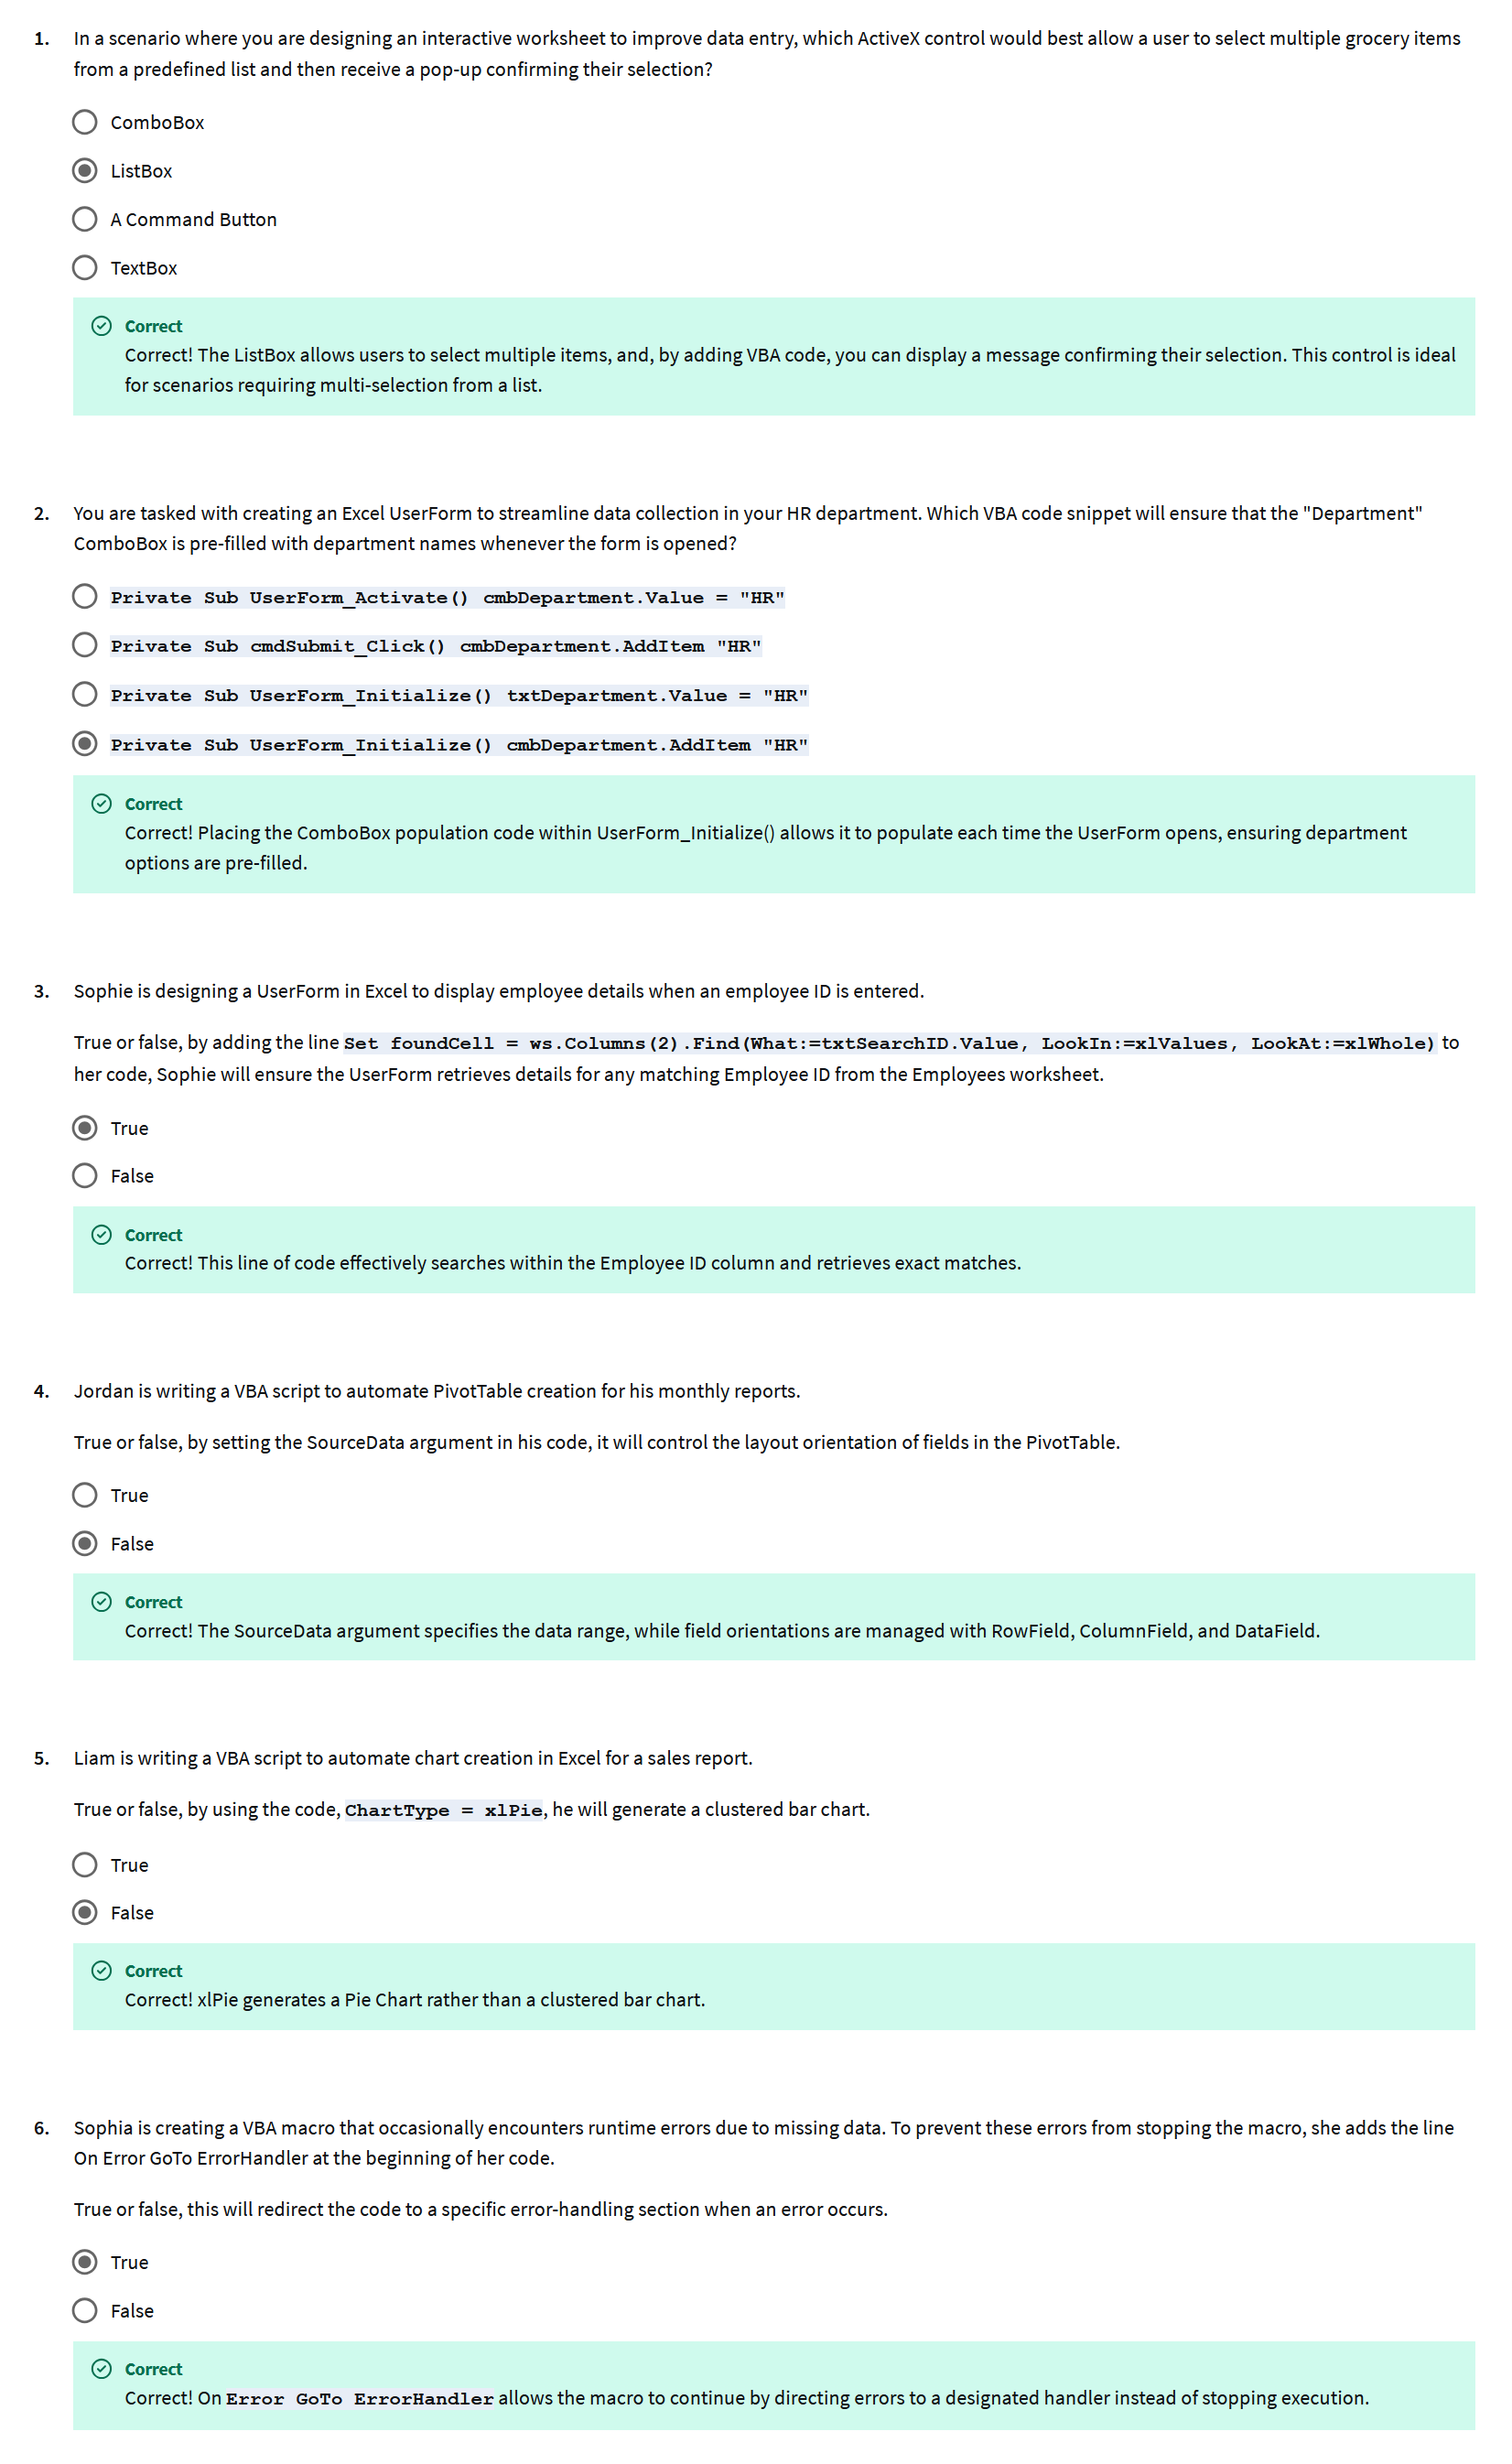 1. In a scenario where you are designing an interactive worksheet to improve data entry, which ActiveX control would best allow a user to select multiple grocery items
from a predefined list and then receive a pop-up confirming their selection?
ComboBox
ListBox
A Command Button
TextBox
Correct
Correct! The ListBox allows users to select multiple items, and, by adding VBA code, you can display a message confirming their selection. This control is ideal
for scenarios requiring multi-selection from a list.
2. You are tasked with creating an Excel UserForm to streamline data collection in your HR department. Which VBA code snippet will ensure that the "Department"
ComboBox is pre-filled with department names whenever the form is opened?
Private Sub UserForm_Activate() cmbDepartment.Value = "HR"
Private Sub cmdSubmit_Click() cmbDepartment.AddItem "HR"
Private Sub UserForm_Initialize() txtDepartment.Value = "HR"
Private Sub UserForm_Initialize() cmbDepartment.AddItem "HR"
Correct
Correct! Placing the ComboBox population code within UserForm_Initialize() allows it to populate each time the UserForm opens, ensuring department
options are pre-filled.
3. Sophie is designing a UserForm in Excel to display employee details when an employee ID is entered.
True or false, by adding the line Set foundCell = ws.Columns(2).Find(What:=txtSearchID.Value, LookIn:=xlValues, LookAt:=xlWhole) to
her code, Sophie will ensure the UserForm retrieves details for any matching Employee ID from the Employees worksheet.
True
False
Correct
Correct! This line of code effectively searches within the Employee ID column and retrieves exact matches.
4. Jordan is writing a VBA script to automate PivotTable creation for his monthly reports.
True or false, by setting the SourceData argument in his code, it will control the layout orientation of fields in the PivotTable.
True
False
Correct
Correct! The SourceData argument specifies the data range, while field orientations are managed with RowField, ColumnField, and DataField.
5. Liam is writing a VBA script to automate chart creation in Excel for a sales report.
True or false, by using the code, ChartType = xlPie, he will generate a clustered bar chart.
True
False
Correct
Correct! xlPie generates a Pie Chart rather than a clustered bar chart.
6. Sophia is creating a VBA macro that occasionally encounters runtime errors due to missing data. To prevent these errors from stopping the macro, she adds the line
On Error GoTo ErrorHandler at the beginning of her code.
True or false, this will redirect the code to a specific error-handling section when an error occurs.
True
False
Correct
Correct! On Error GoTo ErrorHandler allows the macro to continue by directing errors to a designated handler instead of stopping execution.